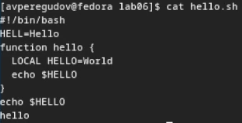 [avperegudov@fedora lab06]$ cat hello.sh
#!/bin/bash
HELL=Hello
function hello {
  LOCAL HELLO=World
  echo $HELLO
}
echo $HELLO
hello